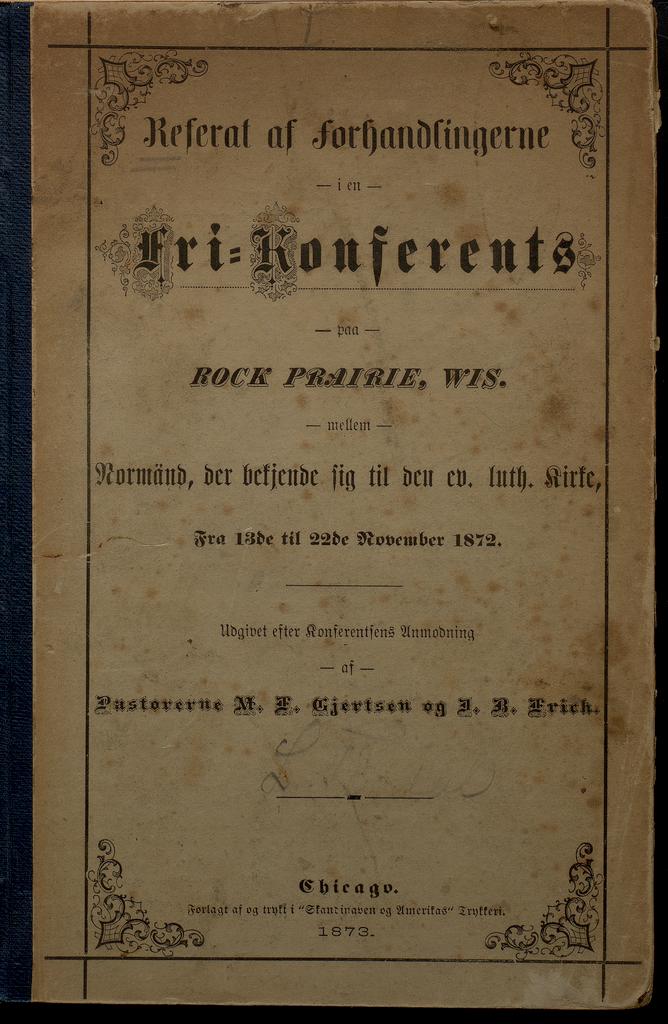 Referat af Forhandlingerne
— i en —
Fri=Konferents
— paa —
ROCK PRAIRIE, WIS.
— mellem —
Normänd, der bekjende sig til den ev. luth. Kirke,
Fra 13de til 22de November 1872.
Udgivet efter Konferentsens Anmodning
— af —
Pastorerne M. F. Gjertsen og J. B. Frich.
Chicago.
Forlagt af og trykt i "Skandinaven og Amerikas" Trykkeri.
1873.